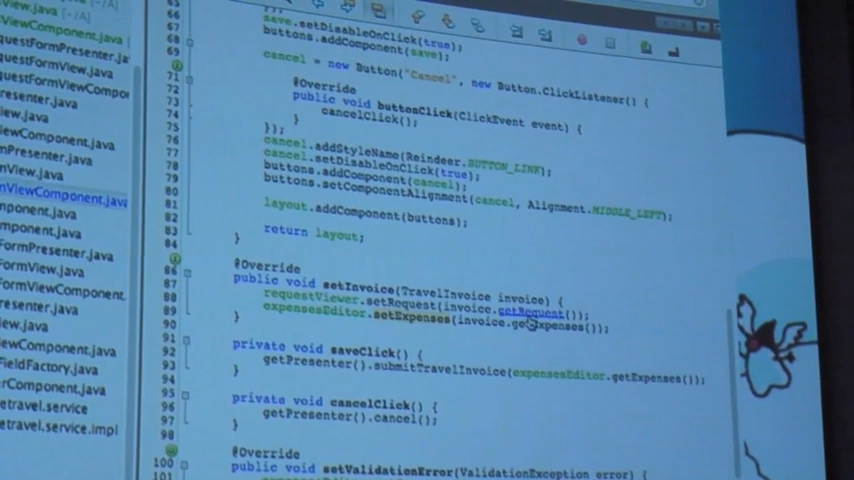 View.java [-/A]
ViewComponent.java [-/A]
questFormPresenter.ja
questFormView.java
questFormViewCompo
resenter.java
iew.java
iewComponent.java
mPresenter.java
mView.java
mViewComponent.java
mponent.java
omponent.java
FormPresenter.java
FormView.java
FormViewComponent.
resenter.java
iew.java
iewComponent.java
FieldFactory.java
rComponent.java
etravel.service
etravel.service.impl
65
66 });
67 save.setDisableOnClick(true);
68 buttons.addComponent(save);
69
cancel = new Button("Cancel", new Button.ClickListener() {
71
72 @Override
73 public void buttonClick(ClickEvent event) {
74 cancelClick();
75 }
});
76 cancel.addStyleName(Reindeer.BUTTON_LINK);
77 cancel.setDisableOnClick(true);
78 buttons.addComponent(cancel);
79 buttons.setComponentAlignment(cancel, Alignment.MIDDLE_LEFT);
80
81 layout.addComponent(buttons);
82
83 return layout;
84 }
@Override
86 public void setInvoice(TravelInvoice invoice) {
87 requestViewer.setRequest(invoice.getRequest());
88 expensesEditor.setExpenses(invoice.getExpenses());
89 }
90
91 private void saveClick() {
92 getPresenter().submitTravelInvoice(expensesEditor.getExpenses());
93 }
94
95 private void cancelClick() {
96 getPresenter().cancel();
97 }
98
@Override
100 public void setValidationError(ValidationException error) {
101